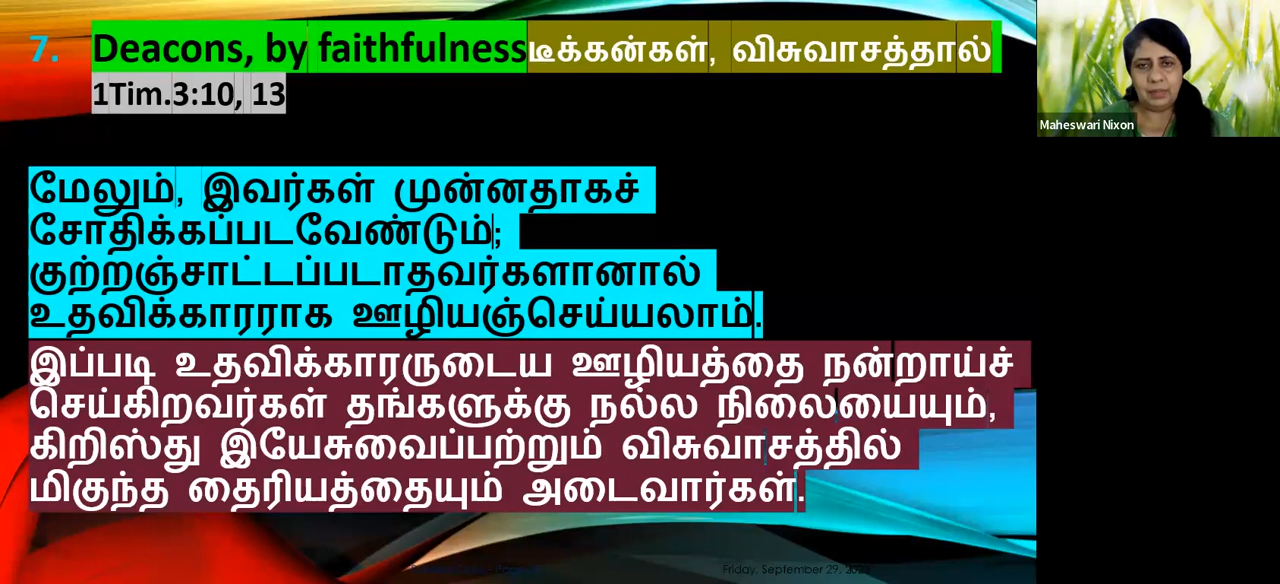 7. Deacons, by faithfulnessடீக்கன்கள், விசுவாசத்தால்
1Tim.3:10, 13
மேலும், இவர்கள் முன்னதாகச்
சோதிக்கப்படவேண்டும்;
குற்றஞ்சாட்டப்படாதவர்களானால்
உதவிக்காரராக ஊழியஞ்செய்யலாம்.
இப்படி உதவிக்காரருடைய ஊழியத்தை நன்றாய்ச்
செய்கிறவர்கள் தங்களுக்கு நல்ல நிலையையும்,
கிறிஸ்து இயேசுவைப்பற்றும் விசுவாசத்தில்
மிகுந்த தைரியத்தையும் அடைவார்கள்.
Maheswari Nixon
Friday, September 29,